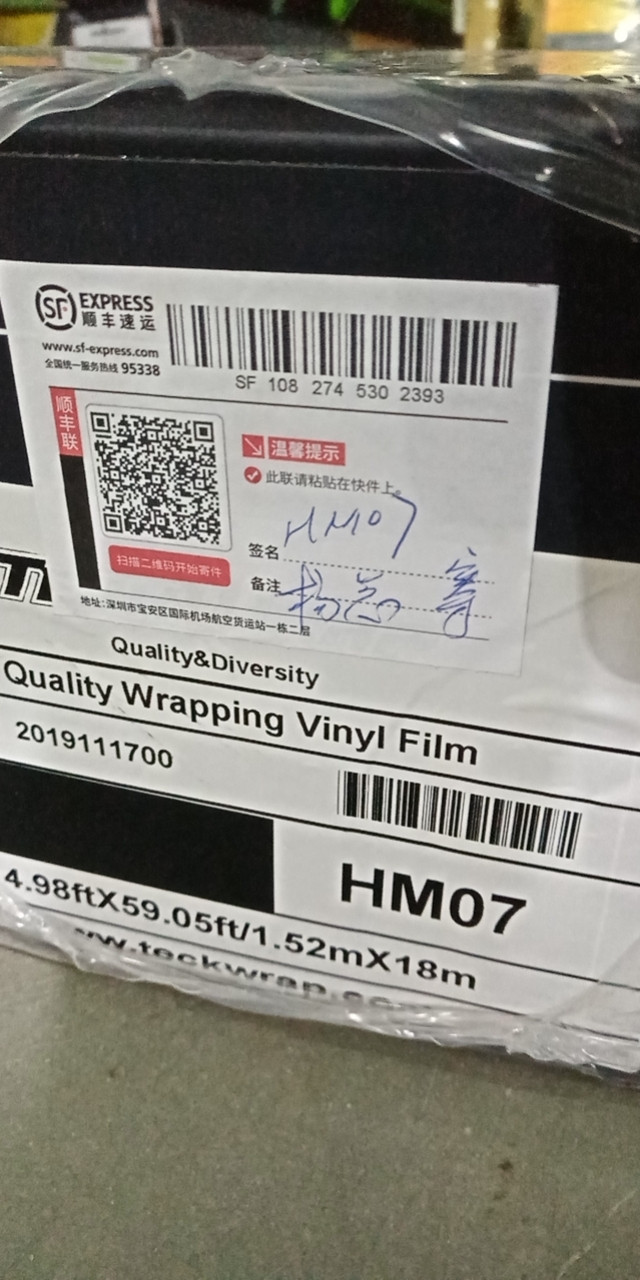 SF EXPRESS
顺丰速运
www.sf-express.com
全国统一服务热线 95338
SF 108 274 530 2393
顺丰联
温馨提示
此联请粘贴在快件上。
签名 HM07
备注 杨
扫描二维码开始寄件
地址:深圳市宝安区国际机场航空货运站一栋二层
Quality&Diversity
Quality Wrapping Vinyl Film
2019111700
HM07
4.98ftX59.05ft/1.52mX18m
www.teckwrap.com